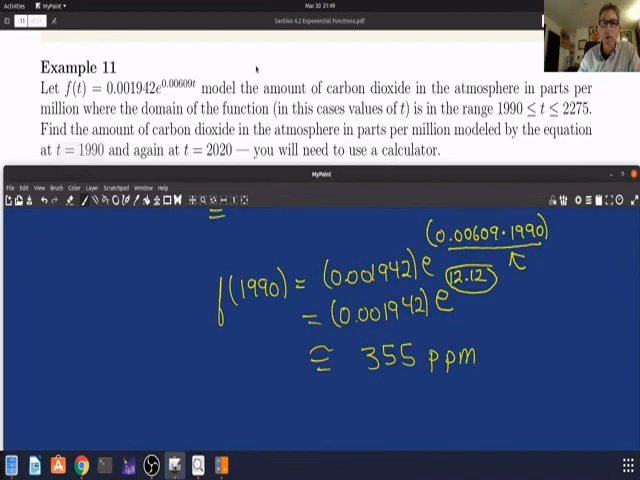 Activities MyPaint Mar 30 21:49
11 Section 4.2 Exponential Functions.pdf
Example 11
Let f(t) = 0.001942e^0.00609t model the amount of carbon dioxide in the atmosphere in parts per
million where the domain of the function (in this cases values of t) is in the range 1990 ≤ t ≤ 2275.
Find the amount of carbon dioxide in the atmosphere in parts per million modeled by the equation
at t = 1990 and again at t = 2020 — you will need to use a calculator.
MyPaint
File Edit View Brush Color Layer Scratchpad Window Help
=
f(1990) = (0.001942) e^(0.00609·1990)
= (0.001942) e^12.12
≅ 355 ppm